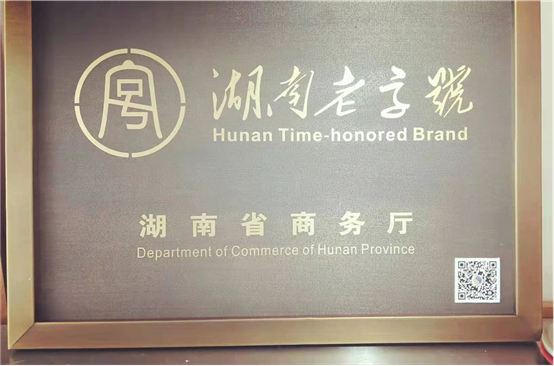 湖南老字號
Hunan Time-honored Brand
湖南省商务厅
Department of Commerce of Hunan Province